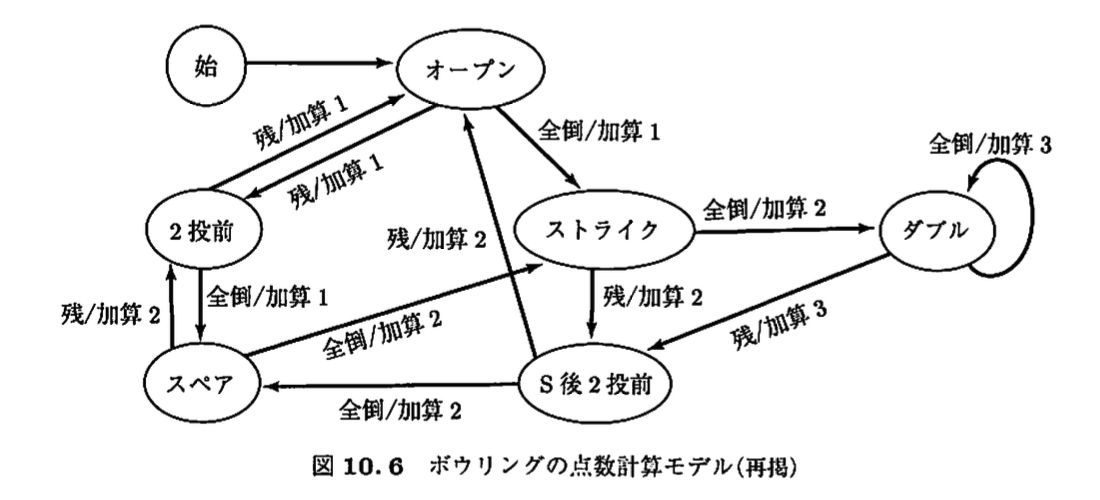 始
オープン
残/加算 1
残/加算 1
全倒/加算 1
全倒/加算 3
2 投前
残/加算 2
ストライク
全倒/加算 2
ダブル
残/加算 2
全倒/加算 1
全倒/加算 2
残/加算 2
残/加算 3
スペア
全倒/加算 2
S 後 2 投前
図 10.6 ボウリングの点数計算モデル(再掲)